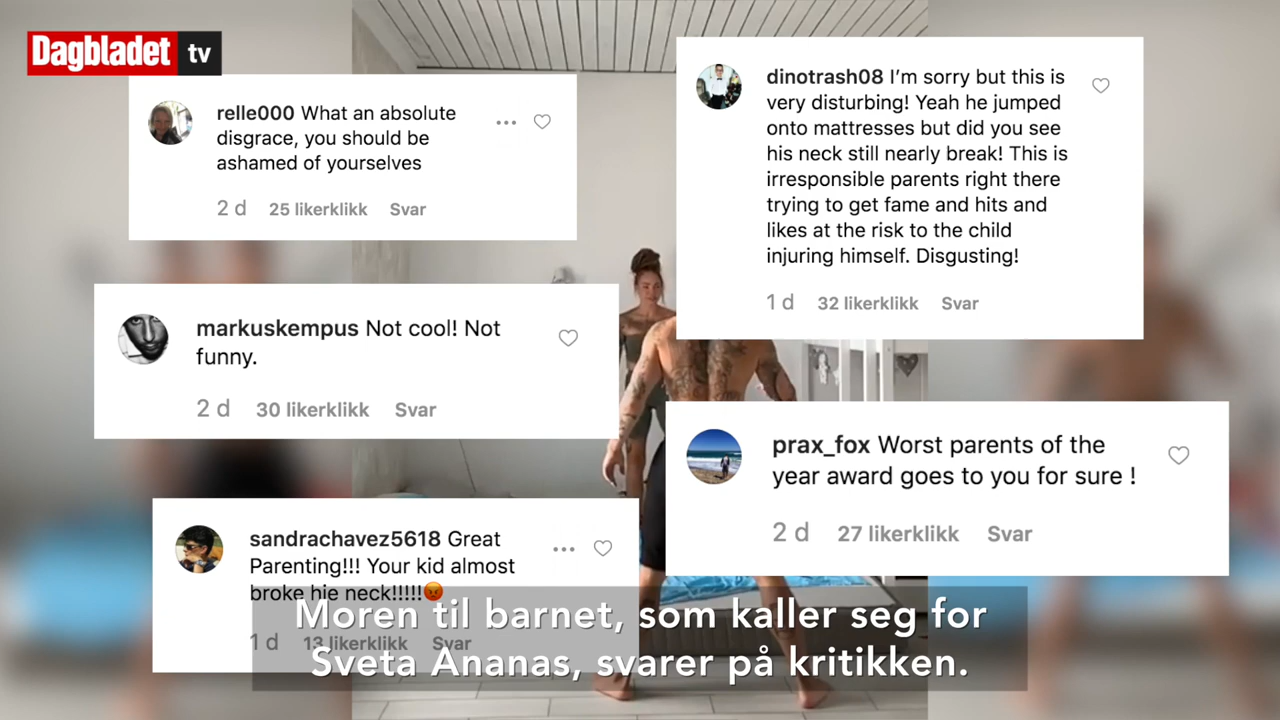 Dagbladet tv
relle000 What an absolute
disgrace, you should be
ashamed of yourselves
2 d 25 likerklikk Svar
dinotrash08 I'm sorry but this is
very disturbing! Yeah he jumped
onto mattresses but did you see
his neck still nearly break! This is
irresponsible parents right there
trying to get fame and hits and
likes at the risk to the child
injuring himself. Disgusting!
1 d 32 likerklikk Svar
markuskempus Not cool! Not
funny.
2 d 30 likerklikk Svar
prax_fox Worst parents of the
year award goes to you for sure !
2 d 27 likerklikk Svar
sandrachavez5618 Great
Parenting!!! Your kid almost
broke hie neck!!!!!😡
1 d 13 likerklikk Svar
Moren til barnet, som kaller seg for
Sveta Ananas, svarer på kritikken.